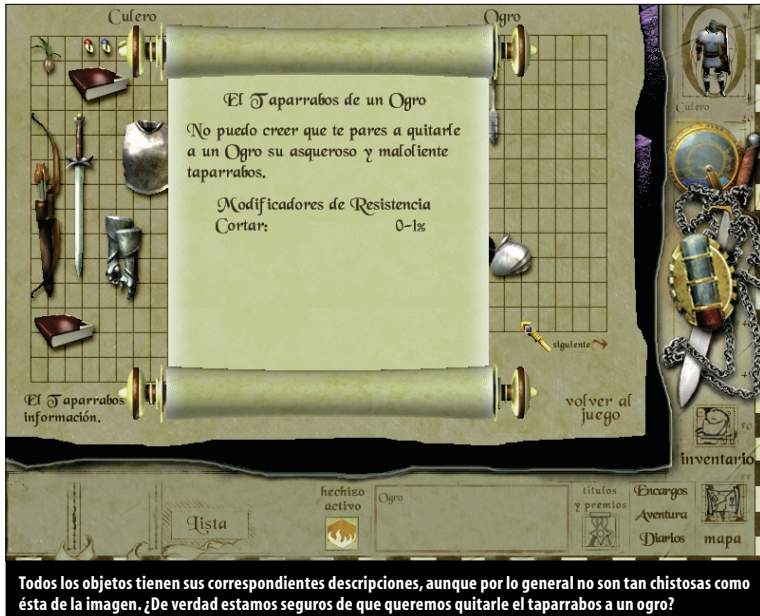 Culero
Ogro
El Taparrabos de un Ogro
No puedo creer que te pares a quitarle
a un Ogro su asqueroso y maloliente
taparrabos.
Modificadores de Resistencia
Cortar: 0-1%
siguiente
El Taparrabos
información.
volver al
juego
Culero
inventario
hechizo
activo
Ogro
títulos
y premios
Encargos
Aventura
Diarios
mapa
Lista
Todos los objetos tienen sus correspondientes descripciones, aunque por lo general no son tan chistosas como
ésta de la imagen. ¿De verdad estamos seguros de que queremos quitarle el taparrabos a un ogro?